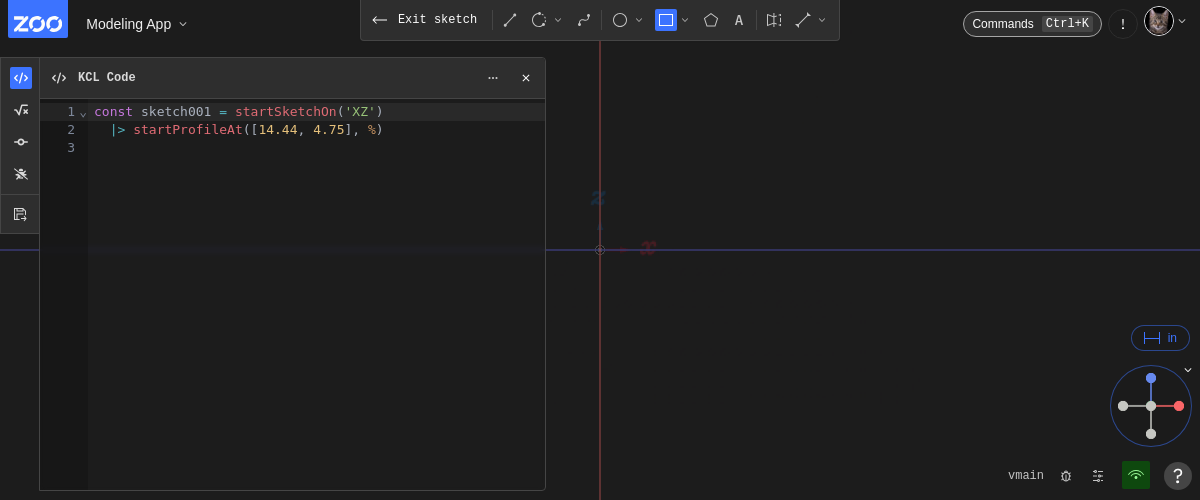 ZOO
Modeling App
Exit sketch
A
Commands Ctrl+K
!
KCL Code
1 const sketch001 = startSketchOn('XZ')
2 |> startProfileAt([14.44, 4.75], %)
3
z
x
in
vmain
?